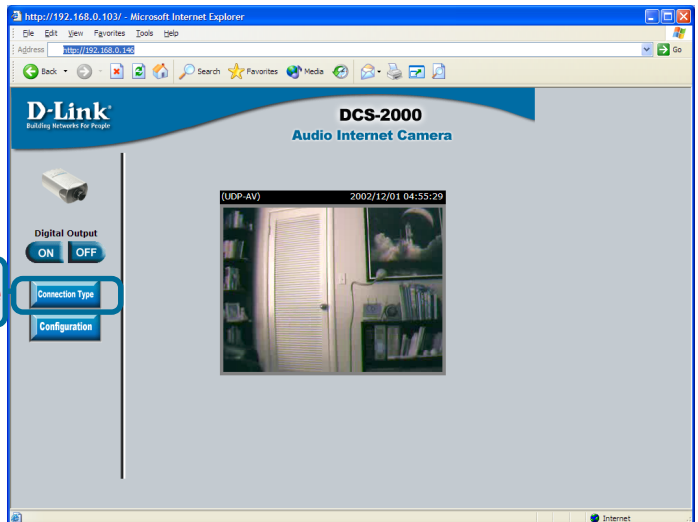 http://192.168.0.103/ - Microsoft Internet Explorer
File Edit View Favorites Tools Help
Address http://192.168.0.146 Go
Back Search Favorites Media
D-Link
Building Networks for People
DCS-2000
Audio Internet Camera
(UDP-AV) 2002/12/01 04:55:29
Digital Output
ON OFF
Connection Type
Configuration
Internet